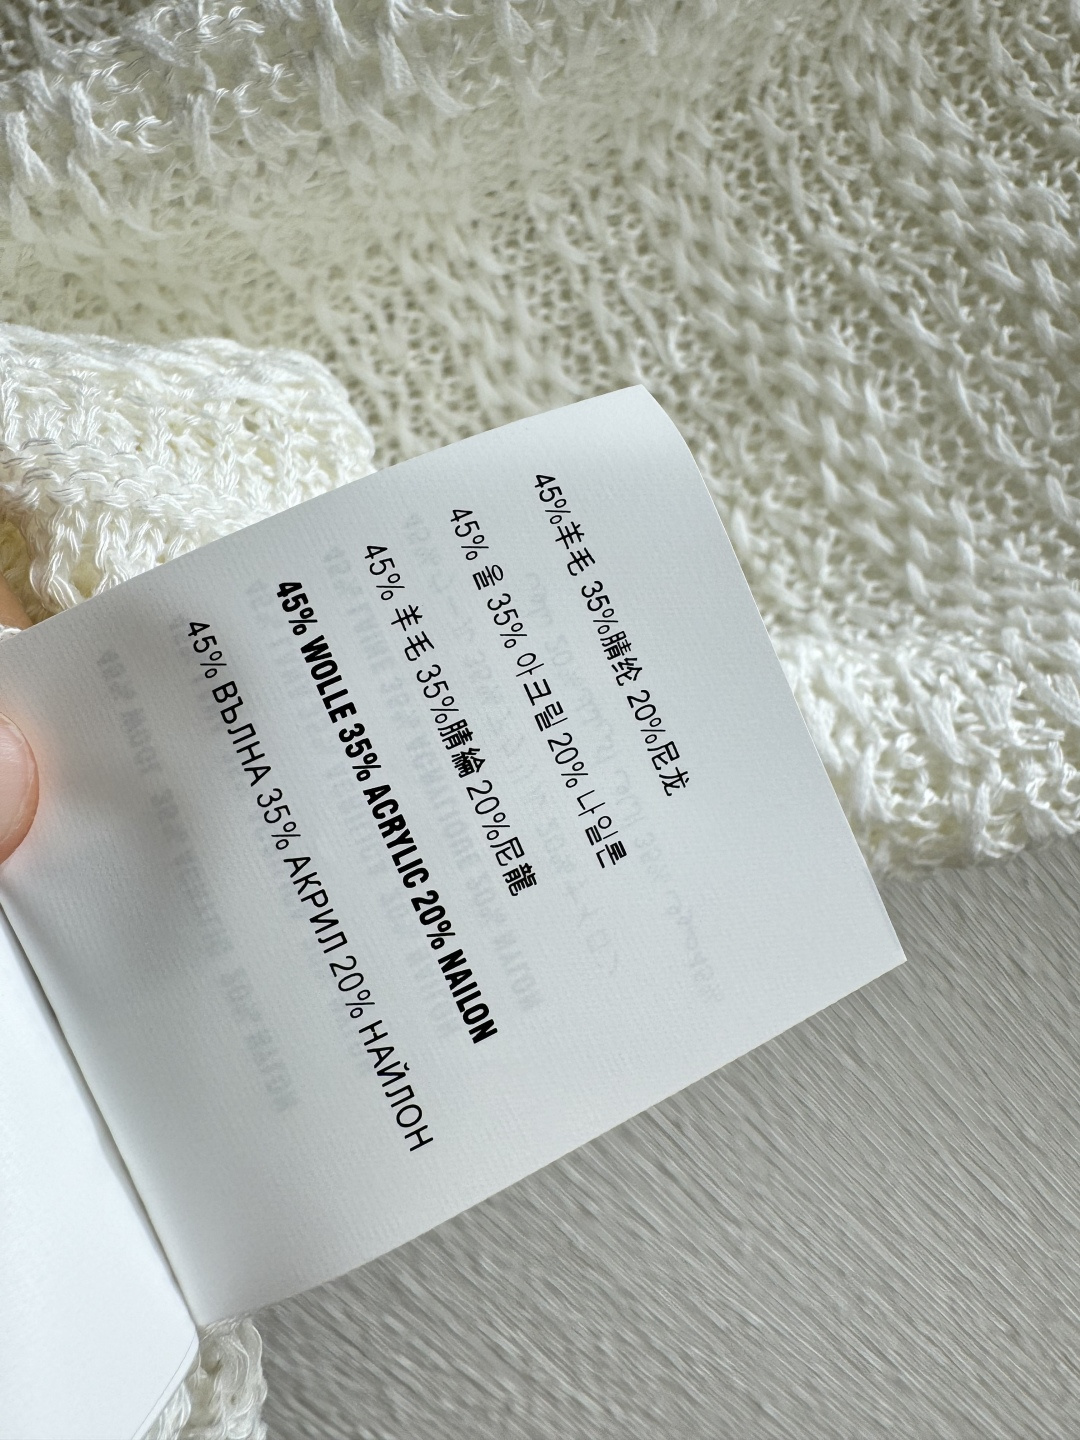 45%羊毛 35%腈纶 20%尼龙
45% 울 35% 아크릴 20% 나일론
45% 羊毛 35%腈綸 20%尼龍
45% WOLLE 35% ACRYLIC 20% NAILON
45% ВЪЛНА 35% АКРИЛ 20% НАЙЛОН